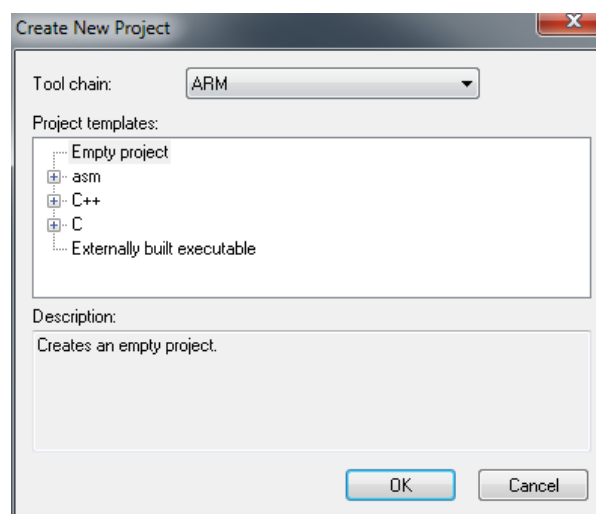 Create New Project
Tool chain: ARM
Project templates:
Empty project
asm
C++
C
Externally built executable
Description:
Creates an empty project.
OK Cancel